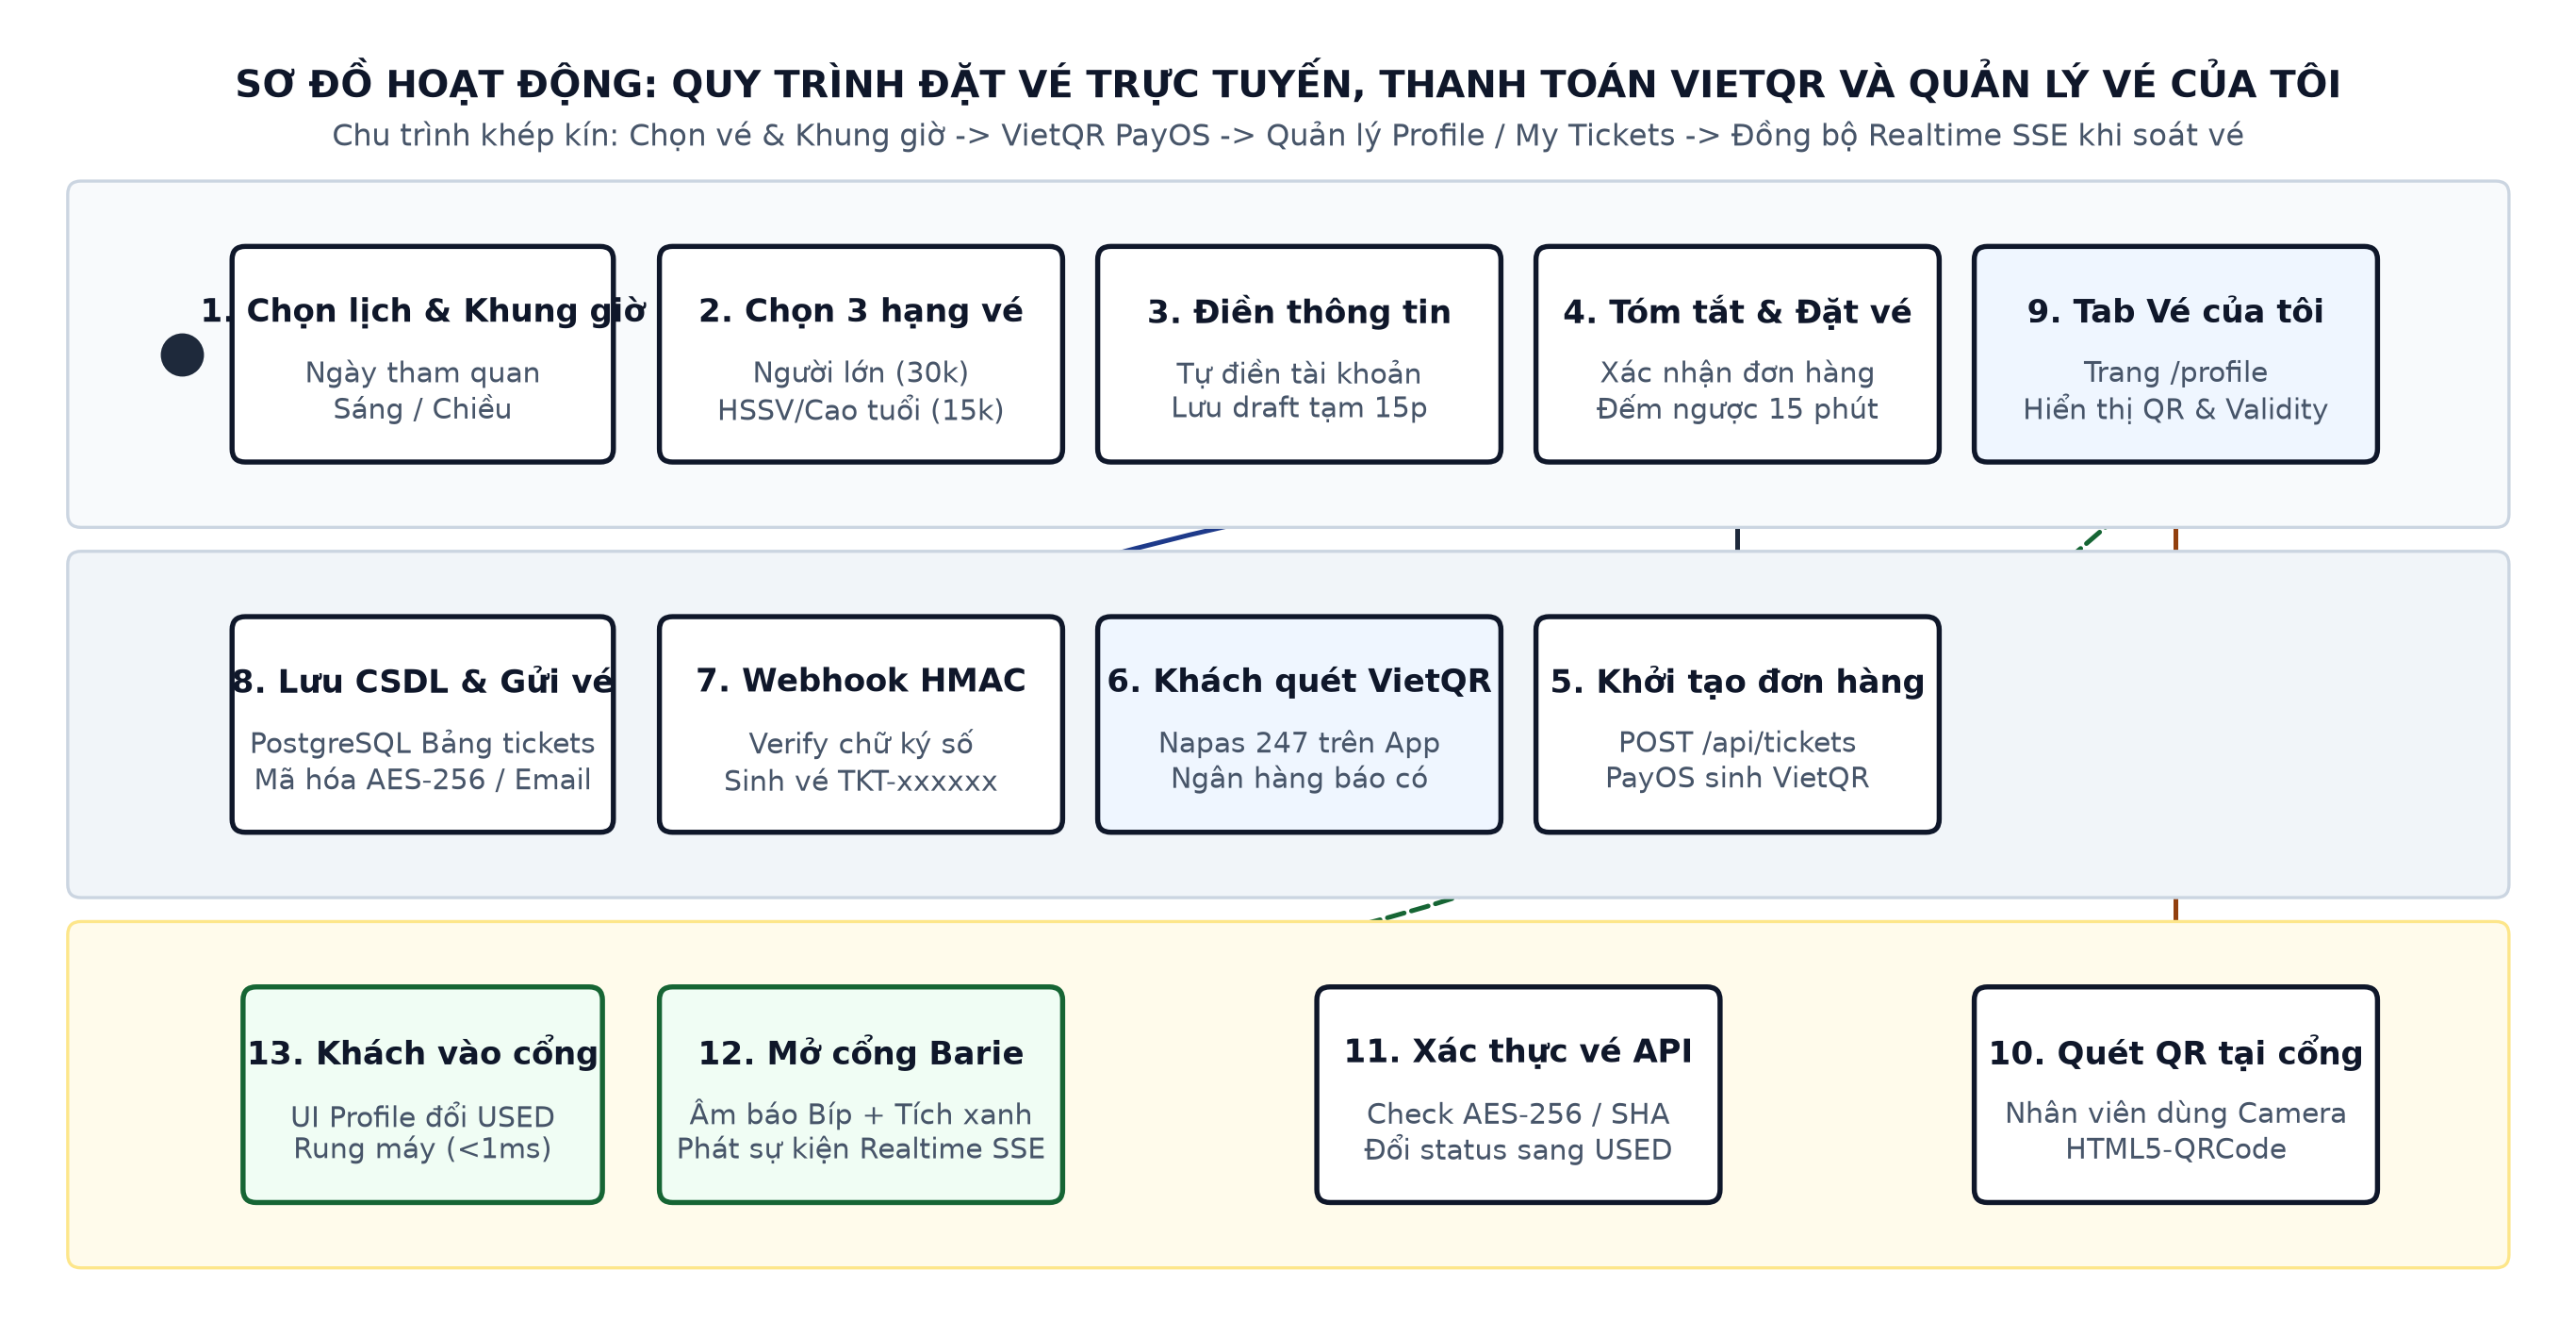 SƠ ĐỒ HOẠT ĐỘNG: QUY TRÌNH ĐẶT VÉ TRỰC TUYẾN, THANH TOÁN VIETQR VÀ QUẢN LÝ VÉ CỦA TÔI
Chu trình khép kín: Chọn vé & Khung giờ -> VietQR PayOS -> Quản lý Profile / My Tickets -> Đồng bộ Realtime SSE khi soát vé
1. Chọn lịch & Khung giờ
Ngày tham quan
Sáng / Chiều
2. Chọn 3 hạng vé
Người lớn (30k)
HSSV/Cao tuổi (15k)
3. Điền thông tin
Tự điền tài khoản
Lưu draft tạm 15p
4. Tóm tắt & Đặt vé
Xác nhận đơn hàng
Đếm ngược 15 phút
9. Tab Vé của tôi
Trang /profile
Hiển thị QR & Validity
8. Lưu CSDL & Gửi vé
PostgreSQL Bảng tickets
Mã hóa AES-256 / Email
7. Webhook HMAC
Verify chữ ký số
Sinh vé TKT-xxxxxx
6. Khách quét VietQR
Napas 247 trên App
Ngân hàng báo có
5. Khởi tạo đơn hàng
POST /api/tickets
PayOS sinh VietQR
13. Khách vào cổng
UI Profile đổi USED
Rung máy (<1ms)
12. Mở cổng Barie
Âm báo Bíp + Tích xanh
Phát sự kiện Realtime SSE
11. Xác thực vé API
Check AES-256 / SHA
Đổi status sang USED
10. Quét QR tại cổng
Nhân viên dùng Camera
HTML5-QRCode